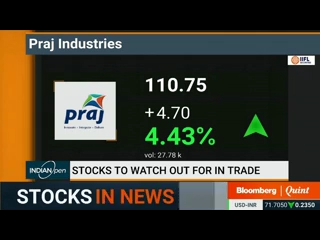 Praj Industries
IIFL
110.75
+4.70
praj
4.43%
vol: 27.78 k
INDIAN open
STOCKS TO WATCH OUT FOR IN TRADE
STOCKS IN NEWS
Bloomberg | Quint
USD-INR 71.7050 0.2350